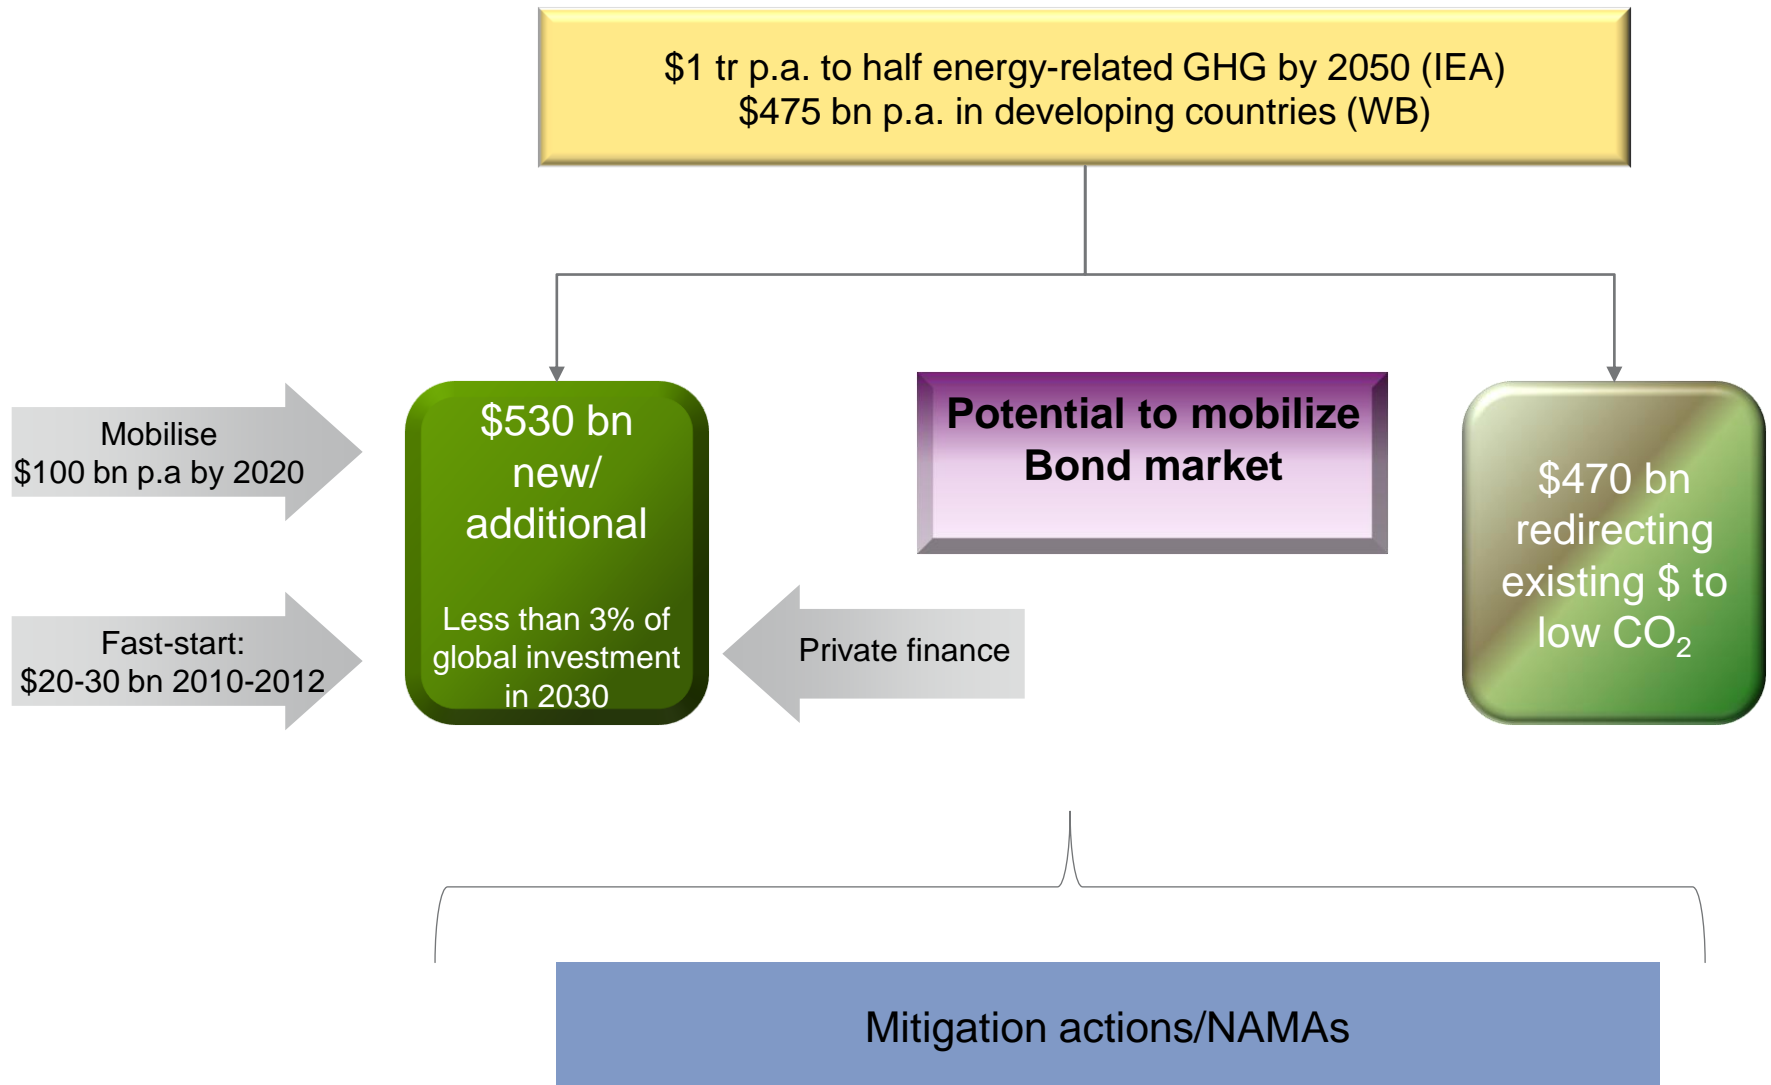 $1 tr p.a. to half energy-related GHG by 2050 (IEA)
$475 bn p.a. in developing countries (WB)
Mobilise
$100 bn p.a by 2020
Fast-start:
$20-30 bn 2010-2012
$530 bn
new/
additional
Less than 3% of
global investment
in 2030
Private finance
Potential to mobilize
Bond market
$470 bn
redirecting
existing $ to
low CO₂
Mitigation actions/NAMAs